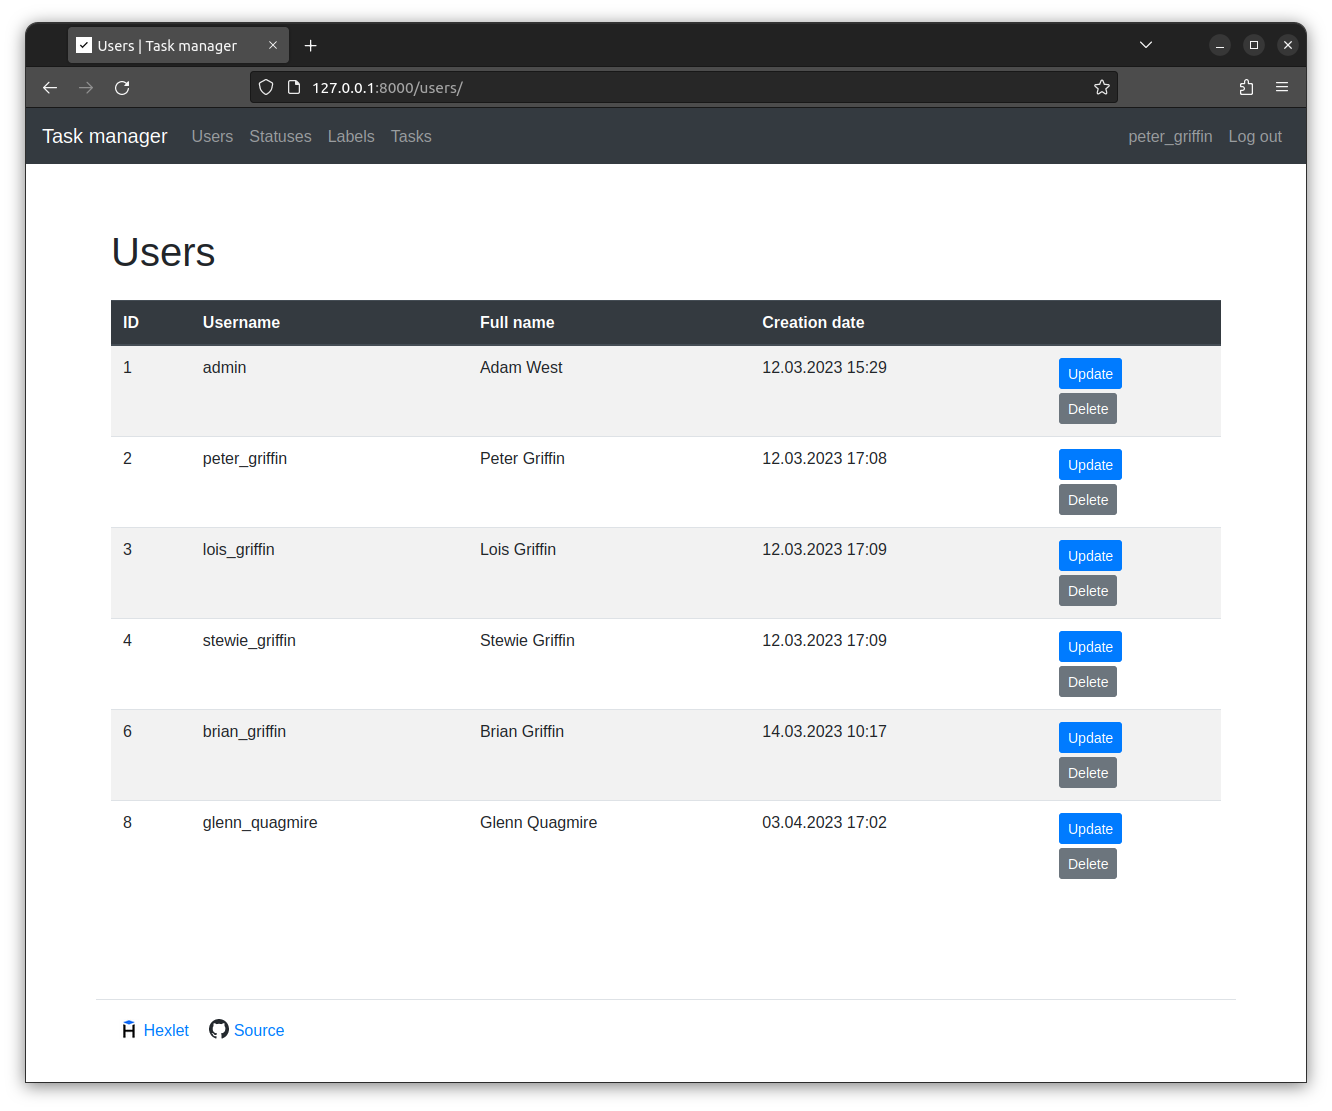 Users | Task manager
127.0.0.1:8000/users/
Task manager Users Statuses Labels Tasks peter_griffin Log out
Users
ID Username Full name Creation date
1 admin Adam West 12.03.2023 15:29 Update
Delete
2 peter_griffin Peter Griffin 12.03.2023 17:08 Update
Delete
3 lois_griffin Lois Griffin 12.03.2023 17:09 Update
Delete
4 stewie_griffin Stewie Griffin 12.03.2023 17:09 Update
Delete
6 brian_griffin Brian Griffin 14.03.2023 10:17 Update
Delete
8 glenn_quagmire Glenn Quagmire 03.04.2023 17:02 Update
Delete
Hexlet Source